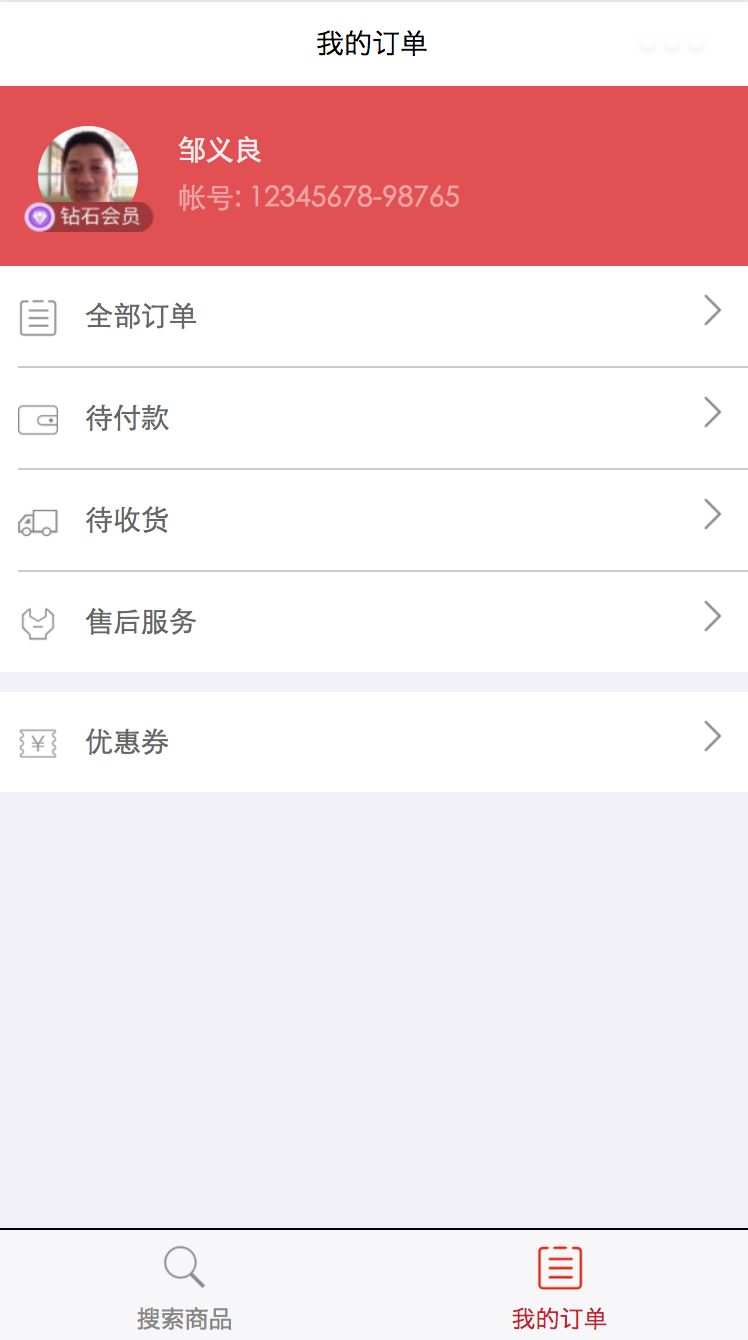 我的订单
邹义良
帐号: 12345678-98765
钻石会员
全部订单
待付款
待收货
售后服务
¥
优惠券
搜索商品
我的订单